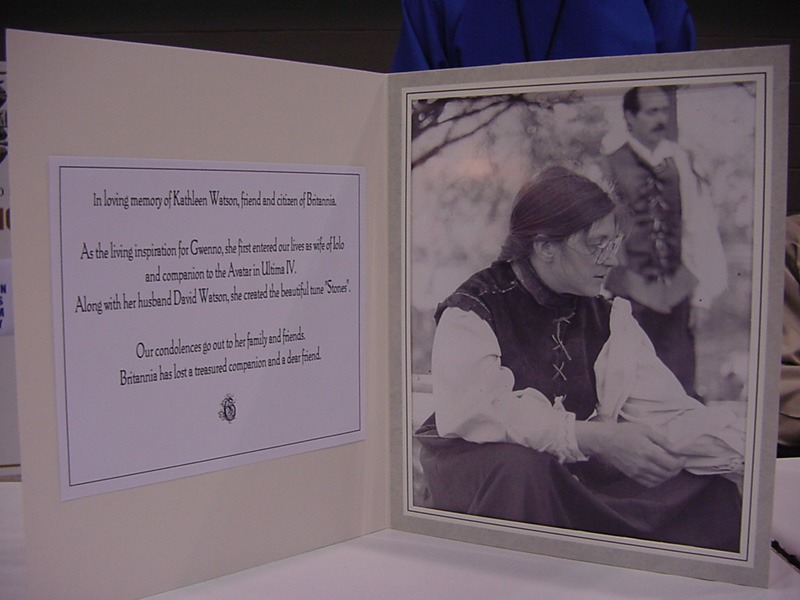 In loving memory of Kathleen Watson, friend and citizen of Britannia.
As the living inspiration for Gwenno, she first entered our lives as wife of Iolo
and companion to the Avatar in Ultima IV.
Along with her husband David Watson, she created the beautiful tune "Stones".
Our condolences go out to her family and friends.
Britannia has lost a treasured companion and a dear friend.